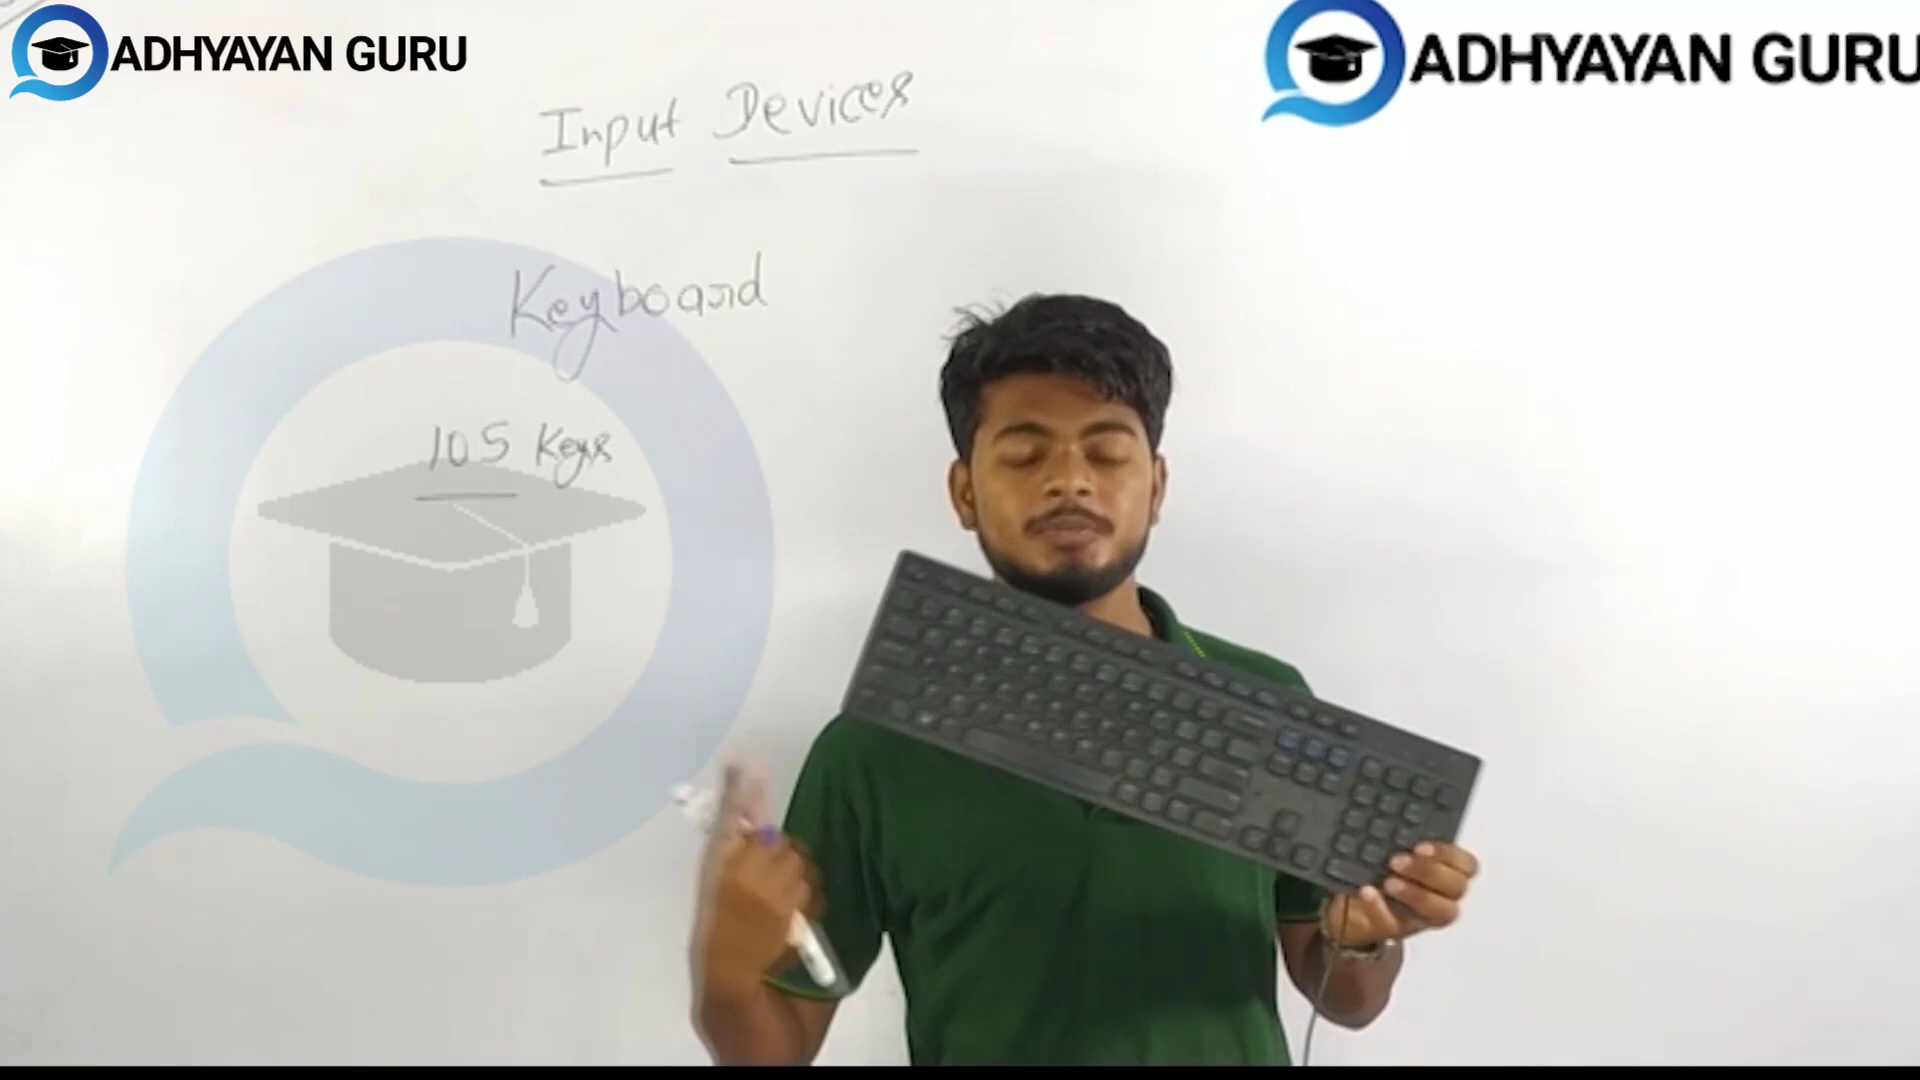 ADHYAYAN GURU
ADHYAYAN GURU
Input Devices
Keyboard
105 Keys